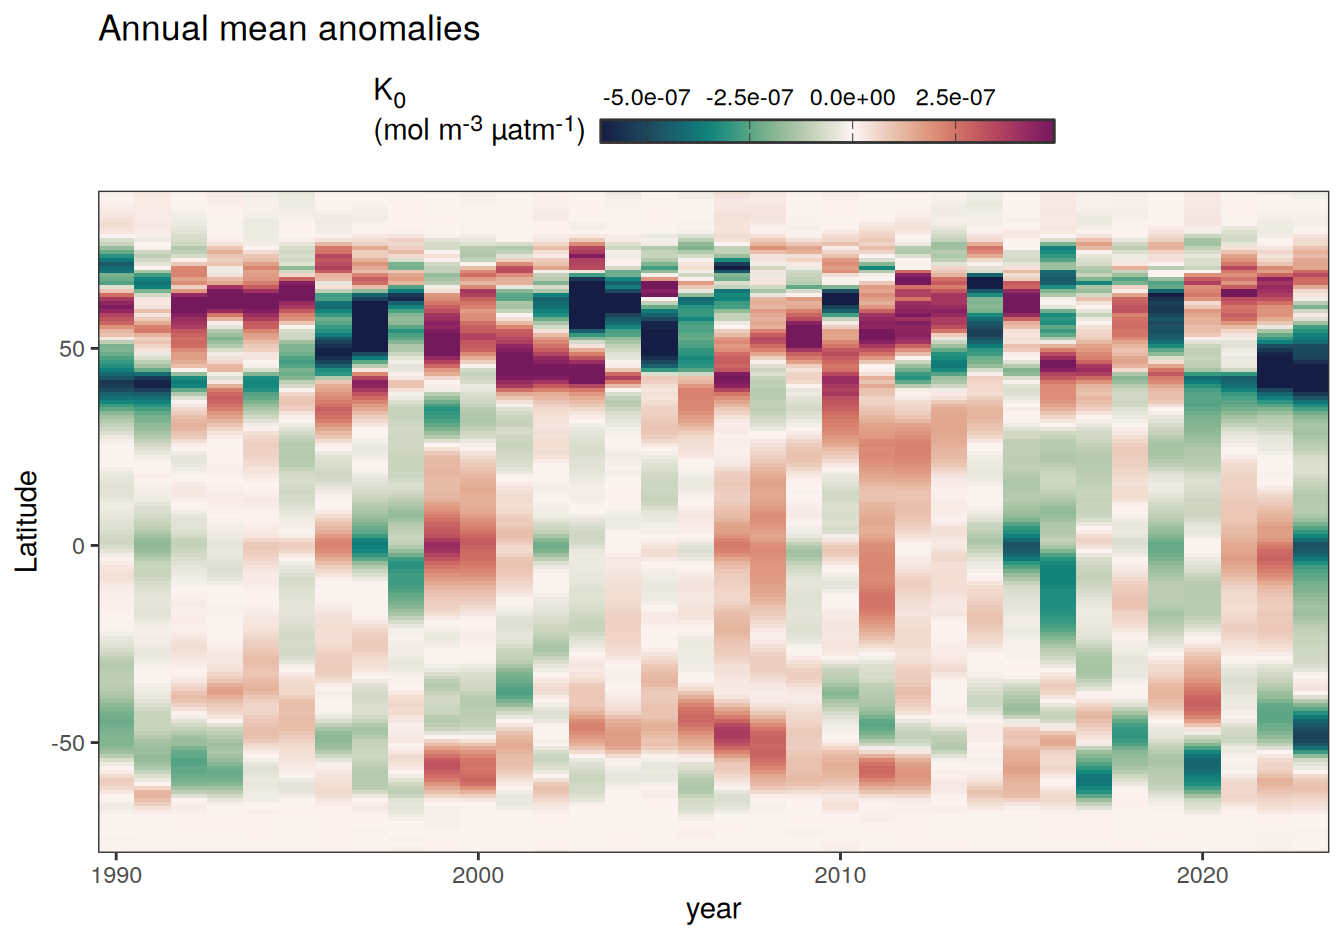 Annual mean anomalies
K0
(mol m-3 µatm-1)
-5.0e-07 -2.5e-07 0.0e+00 2.5e-07
Latitude
50
0
-50
1990 2000 2010 2020
year